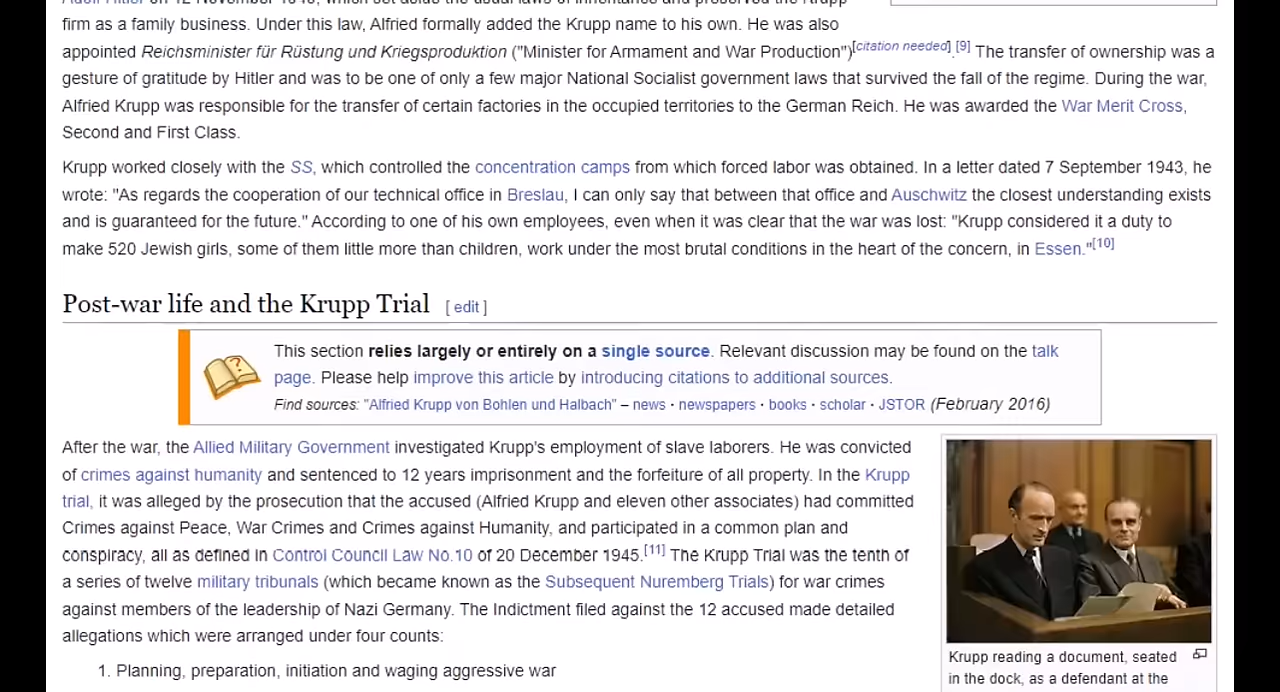 firm as a family business. Under this law, Alfried formally added the Krupp name to his own. He was also
appointed Reichsminister für Rüstung und Kriegsproduktion ("Minister for Armament and War Production")[citation needed].[9] The transfer of ownership was a
gesture of gratitude by Hitler and was to be one of only a few major National Socialist government laws that survived the fall of the regime. During the war,
Alfried Krupp was responsible for the transfer of certain factories in the occupied territories to the German Reich. He was awarded the War Merit Cross,
Second and First Class.
Krupp worked closely with the SS, which controlled the concentration camps from which forced labor was obtained. In a letter dated 7 September 1943, he
wrote: "As regards the cooperation of our technical office in Breslau, I can only say that between that office and Auschwitz the closest understanding exists
and is guaranteed for the future." According to one of his own employees, even when it was clear that the war was lost: "Krupp considered it a duty to
make 520 Jewish girls, some of them little more than children, work under the most brutal conditions in the heart of the concern, in Essen."[10]
Post-war life and the Krupp Trial [ edit ]
This section relies largely or entirely on a single source. Relevant discussion may be found on the talk
page. Please help improve this article by introducing citations to additional sources.
Find sources: "Alfried Krupp von Bohlen und Halbach" – news · newspapers · books · scholar · JSTOR (February 2016)
After the war, the Allied Military Government investigated Krupp's employment of slave laborers. He was convicted
of crimes against humanity and sentenced to 12 years imprisonment and the forfeiture of all property. In the Krupp
trial, it was alleged by the prosecution that the accused (Alfried Krupp and eleven other associates) had committed
Crimes against Peace, War Crimes and Crimes against Humanity, and participated in a common plan and
conspiracy, all as defined in Control Council Law No.10 of 20 December 1945.[11] The Krupp Trial was the tenth of
a series of twelve military tribunals (which became known as the Subsequent Nuremberg Trials) for war crimes
against members of the leadership of Nazi Germany. The Indictment filed against the 12 accused made detailed
allegations which were arranged under four counts:
1. Planning, preparation, initiation and waging aggressive war
Krupp reading a document, seated
in the dock, as a defendant at the